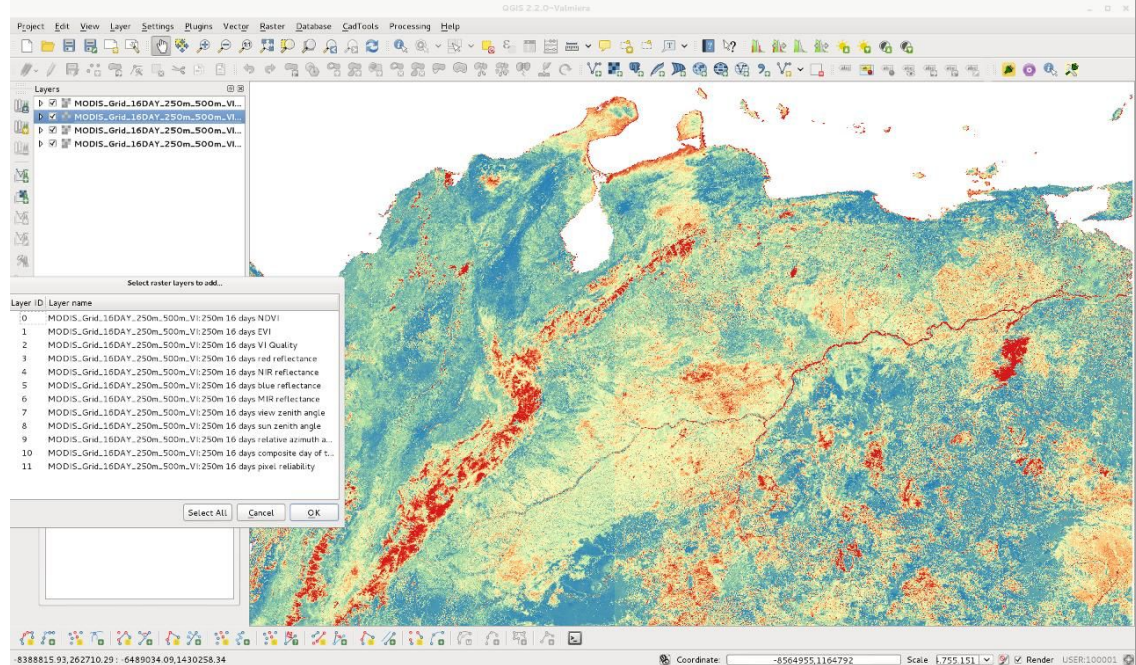 QGIS 2.2.0-Valmiera
Project Edit View Layer Settings Plugins Vector Raster Database CadTools Processing Help
Layers
MODIS_Grid_16DAY_250m_500m_VI...
MODIS_Grid_16DAY_250m_500m_VI...
MODIS_Grid_16DAY_250m_500m_VI...
MODIS_Grid_16DAY_250m_500m_VI...
Select raster layers to add...
Layer ID Layer name
0 MODIS_Grid_16DAY_250m_500m_VI:250m 16 days NDVI
1 MODIS_Grid_16DAY_250m_500m_VI:250m 16 days EVI
2 MODIS_Grid_16DAY_250m_500m_VI:250m 16 days VI Quality
3 MODIS_Grid_16DAY_250m_500m_VI:250m 16 days red reflectance
4 MODIS_Grid_16DAY_250m_500m_VI:250m 16 days NIR reflectance
5 MODIS_Grid_16DAY_250m_500m_VI:250m 16 days blue reflectance
6 MODIS_Grid_16DAY_250m_500m_VI:250m 16 days MIR reflectance
7 MODIS_Grid_16DAY_250m_500m_VI:250m 16 days view zenith angle
8 MODIS_Grid_16DAY_250m_500m_VI:250m 16 days sun zenith angle
9 MODIS_Grid_16DAY_250m_500m_VI:250m 16 days relative azimuth a...
10 MODIS_Grid_16DAY_250m_500m_VI:250m 16 days composite day of t...
11 MODIS_Grid_16DAY_250m_500m_VI:250m 16 days pixel reliability
Select All Cancel OK
-8388815.93,262710.29 : -6489034.09,1430258.34 Coordinate: -8564955,1164792 Scale .755.151 Render USER:100001